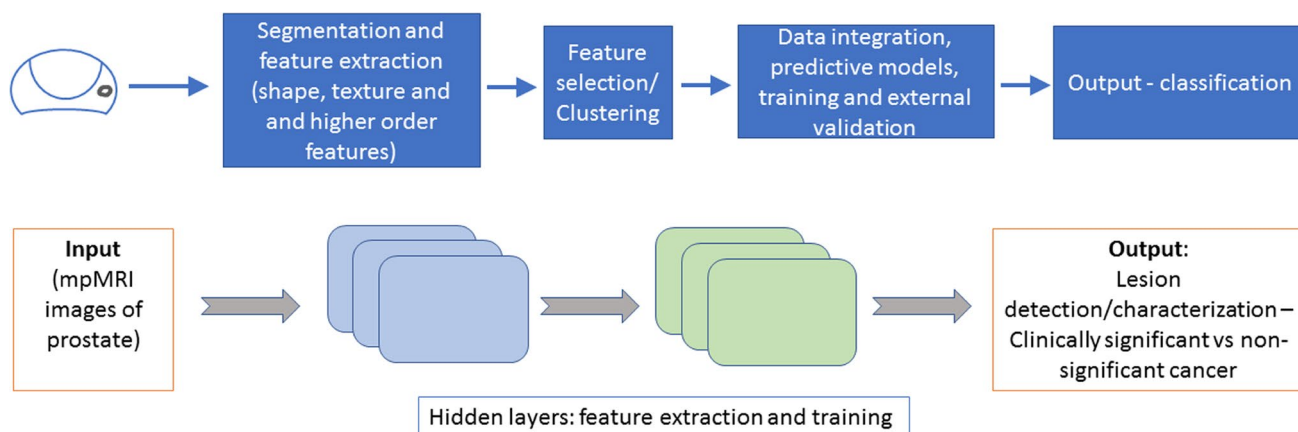 Segmentation and
feature extraction
(shape, texture and
and higher order
features)
Feature
selection/
Clustering
Data integration,
predictive models,
training and external
validation
Output - classification
Input
(mpMRI
images of
prostate)
Output:
Lesion
detection/characterization –
Clinically significant vs non-
significant cancer
Hidden layers: feature extraction and training